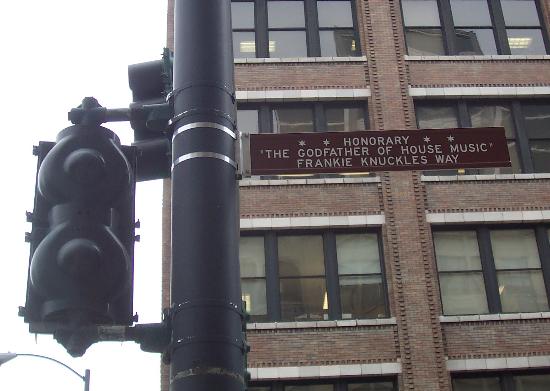 * * HONORARY * *
"THE GODFATHER OF HOUSE MUSIC"
FRANKIE KNUCKLES WAY